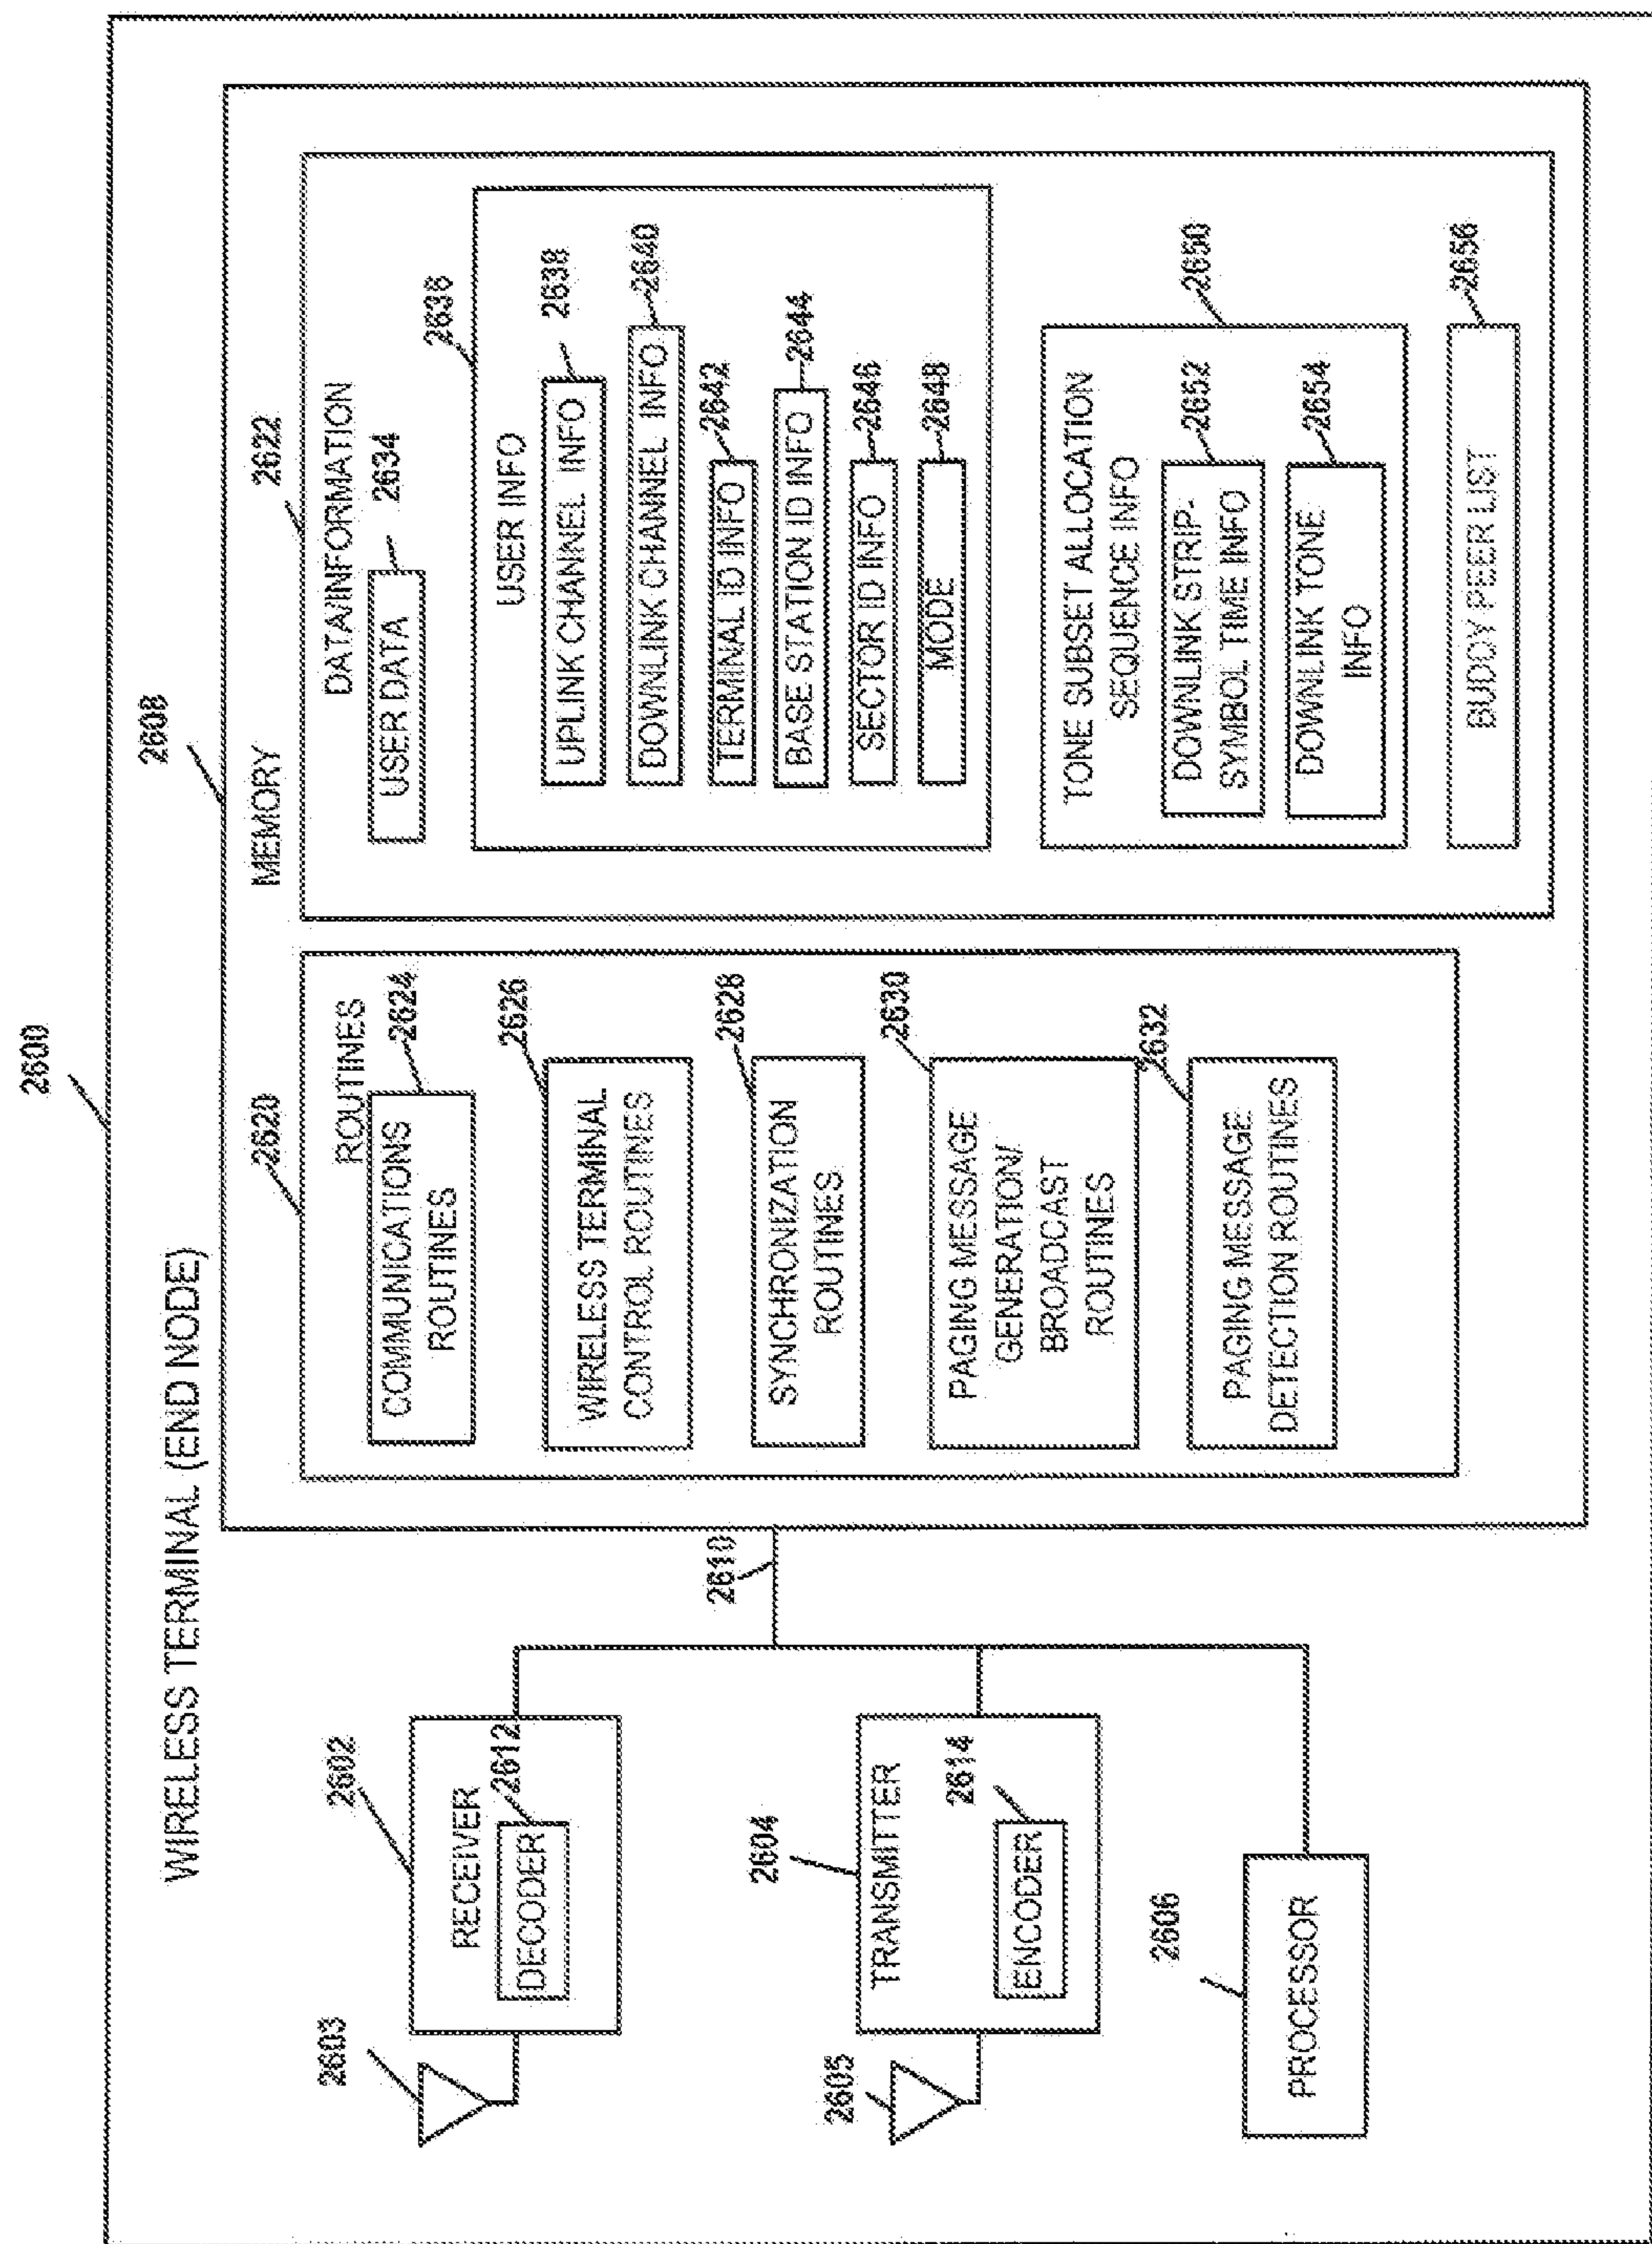 2600
WIRELESS TERMINAL (END NODE)
2608
MEMORY
2603
2602
RECEIVER
2612
DECODER
2605
2604
TRANSMITTER
2614
ENCODER
2606
PROCESSOR
2610
2620
ROUTINES
2624
COMMUNICATIONS
ROUTINES
2626
WIRELESS TERMINAL
CONTROL ROUTINES
2628
SYNCHRONIZATION
ROUTINES
2630
PAGING MESSAGE
GENERATION/
BROADCAST
ROUTINES
2632
PAGING MESSAGE
DETECTION ROUTINES
2622
DATA/INFORMATION
2634
USER DATA
2636
USER INFO
2638
UPLINK CHANNEL INFO
2640
DOWNLINK CHANNEL INFO
2642
TERMINAL ID INFO
2644
BASE STATION ID INFO
2646
SECTOR ID INFO
2648
MODE
2650
TONE SUBSET ALLOCATION
SEQUENCE INFO
2652
DOWNLINK STRIP-
SYMBOL TIME INFO
2654
DOWNLINK TONE
INFO
2656
BUDDY PEER LIST